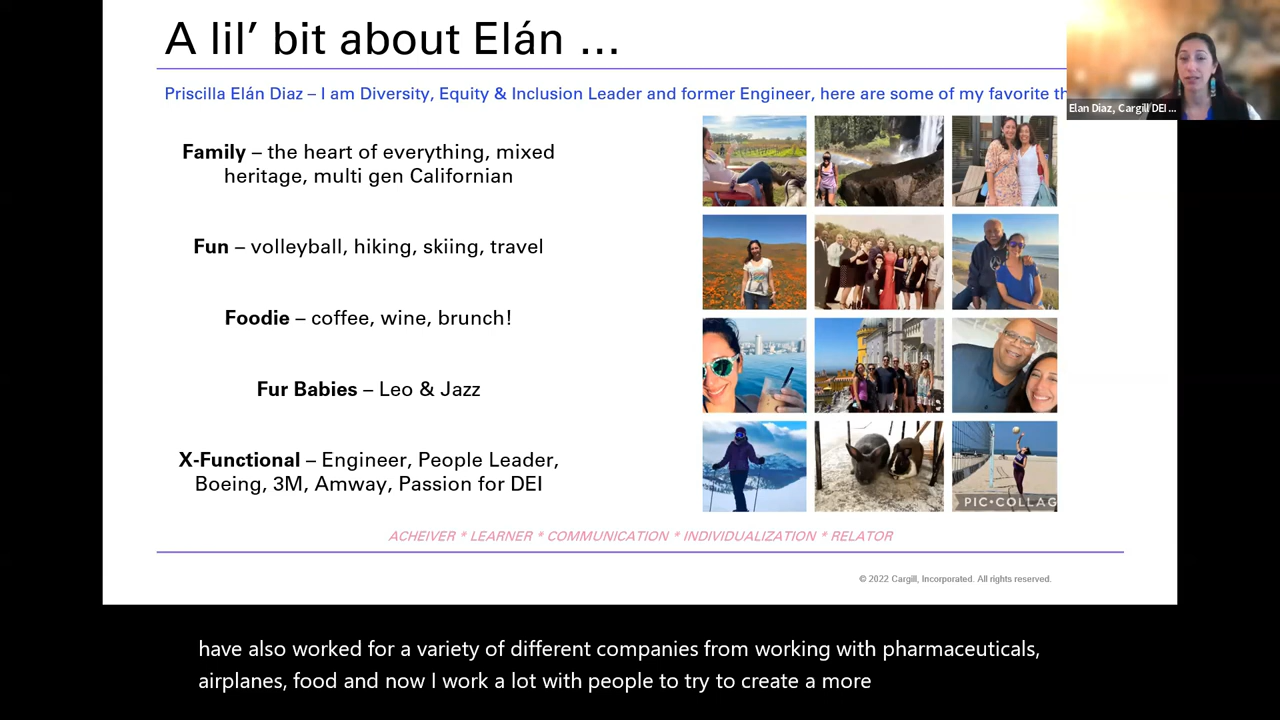 A lil’ bit about Elán ...
Priscilla Elán Diaz – I am Diversity, Equity & Inclusion Leader and former Engineer, here are some of my favorite th
Elan Diaz, Cargill DEI ...
Family – the heart of everything, mixed
heritage, multi gen Californian
Fun – volleyball, hiking, skiing, travel
Foodie – coffee, wine, brunch!
Fur Babies – Leo & Jazz
X-Functional – Engineer, People Leader,
Boeing, 3M, Amway, Passion for DEI
PIC•COLLAG
ACHEIVER * LEARNER * COMMUNICATION * INDIVIDUALIZATION * RELATOR
© 2022 Cargill, Incorporated. All rights reserved.
have also worked for a variety of different companies from working with pharmaceuticals,
airplanes, food and now I work a lot with people to try to create a more